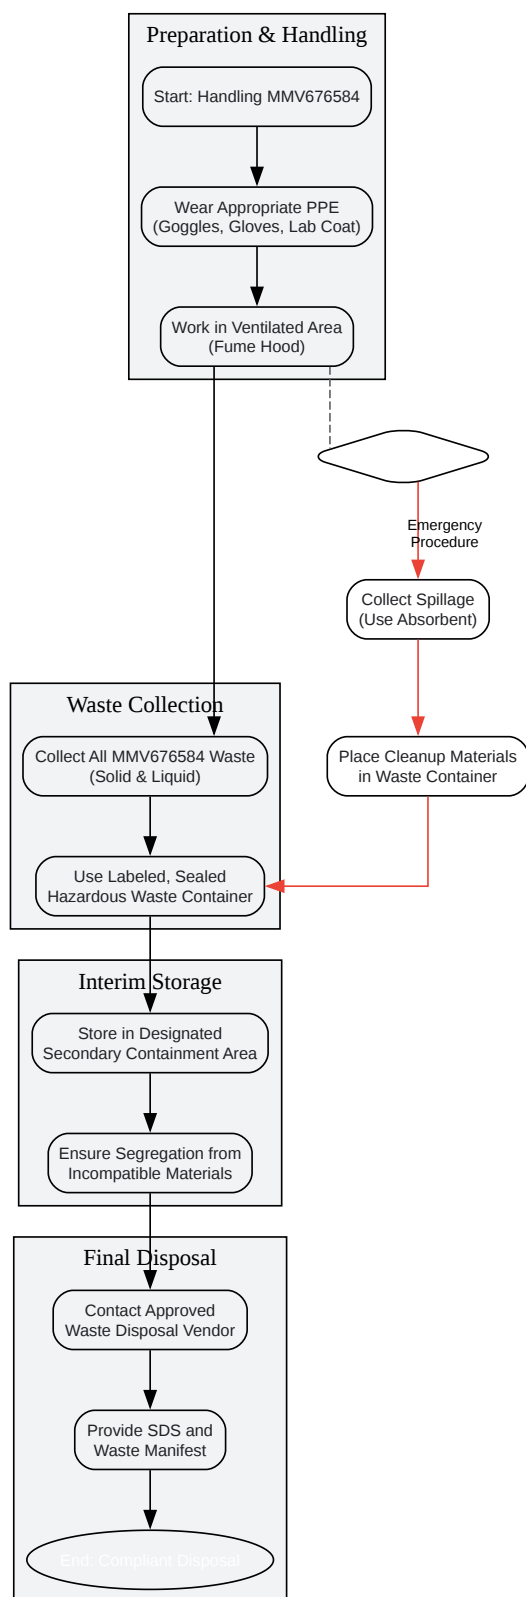 Preparation & Handling
Start: Handling MMV676584
Wear Appropriate PPE
(Goggles, Gloves, Lab Coat)
Work in Ventilated Area
(Fume Hood)
Emergency
Procedure
Collect Spillage
(Use Absorbent)
Waste Collection
Collect All MMV676584 Waste
(Solid & Liquid)
Place Cleanup Materials
in Waste Container
Use Labeled, Sealed
Hazardous Waste Container
Interim Storage
Store in Designated
Secondary Containment Area
Ensure Segregation from
Incompatible Materials
Final Disposal
Contact Approved
Waste Disposal Vendor
Provide SDS and
Waste Manifest
End: Compliant Disposal